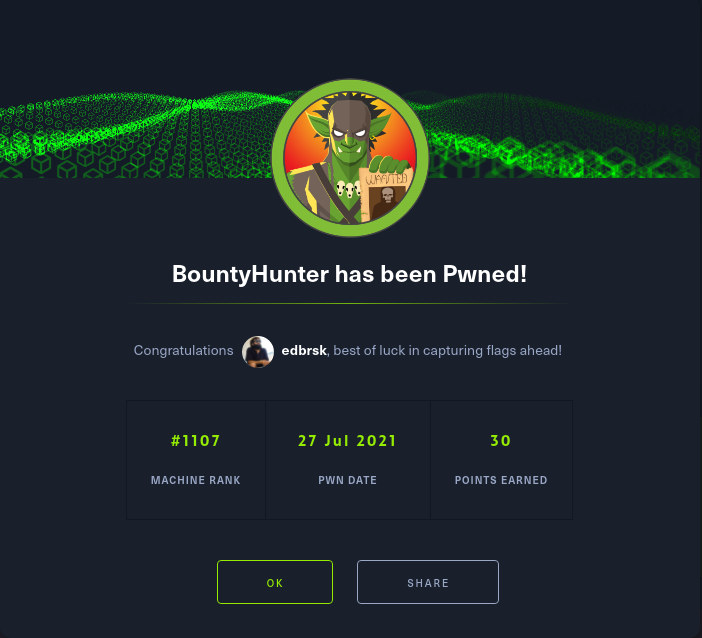 WANTED
BountyHunter has been Pwned!
Congratulations edbrsk, best of luck in capturing flags ahead!
#1107 27 Jul 2021 30
MACHINE RANK PWN DATE POINTS EARNED
OK SHARE